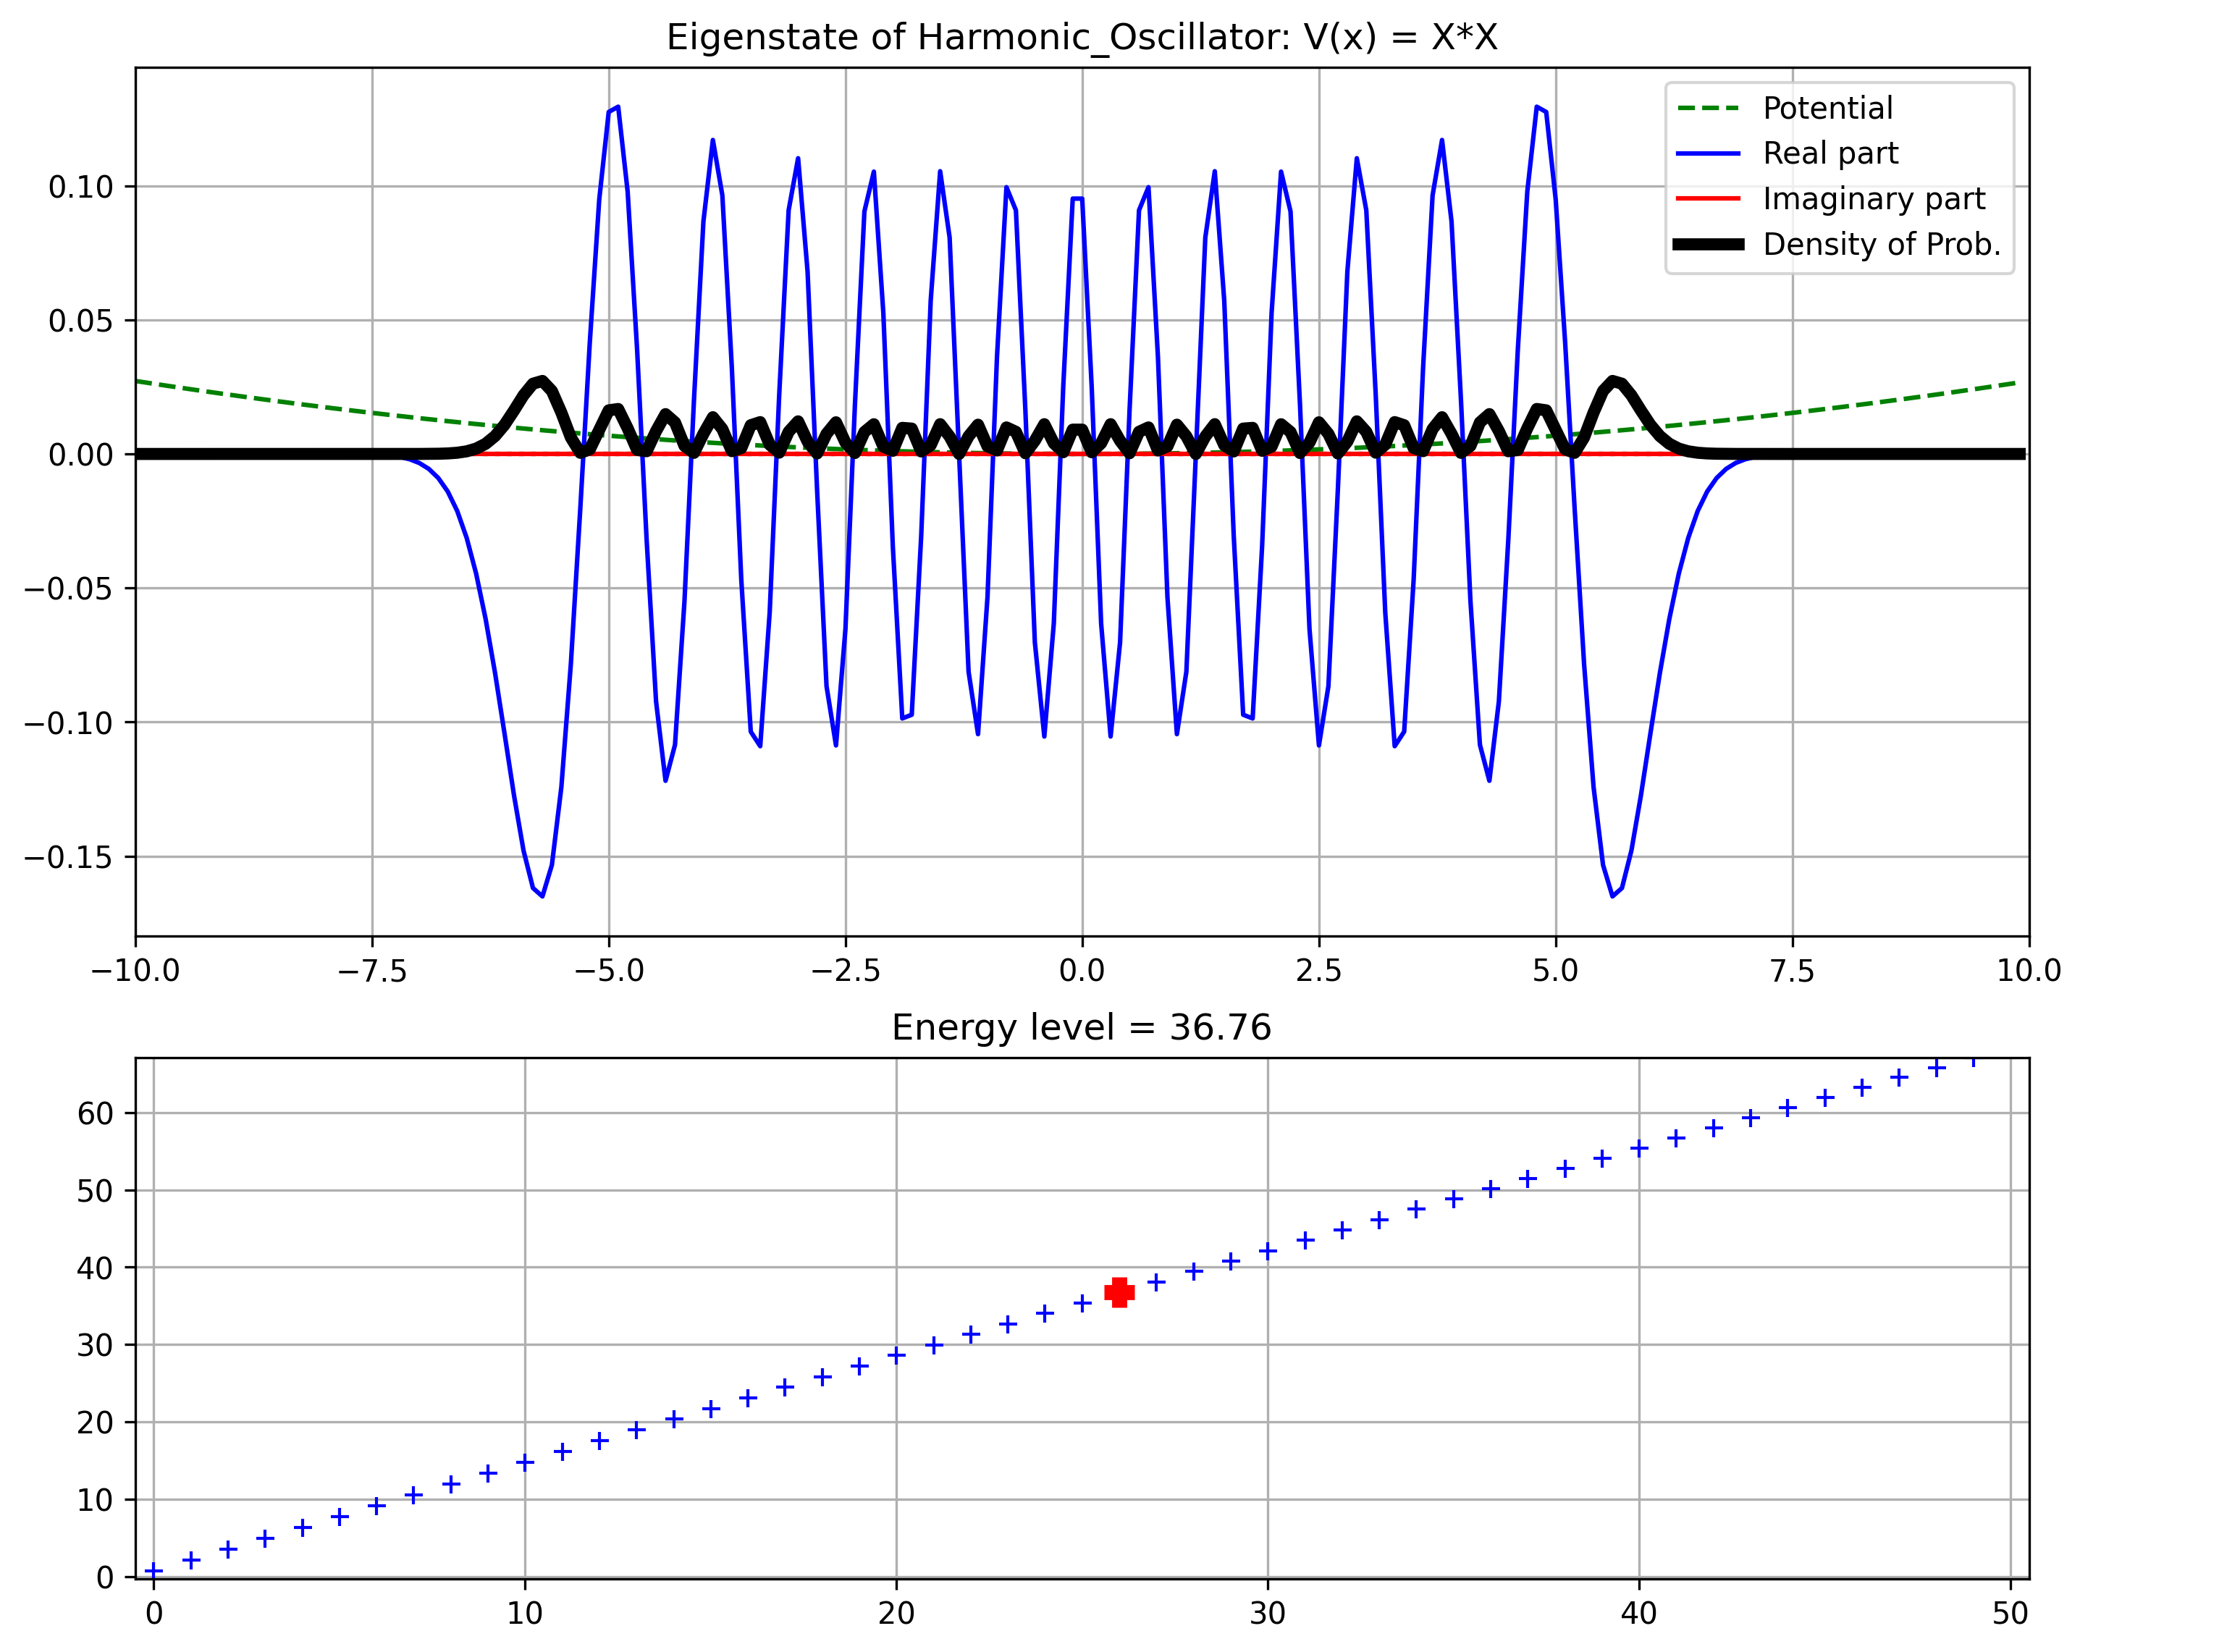 Eigenstate of Harmonic_Oscillator: V(x) = X*X
Potential
Real part
Imaginary part
Density of Prob.
0.10
0.05
0.00
−0.05
−0.10
−0.15
−10.0 −7.5 −5.0 −2.5 0.0 2.5 5.0 7.5 10.0
Energy level = 36.76
60
50
40
30
20
10
0
0 10 20 30 40 50